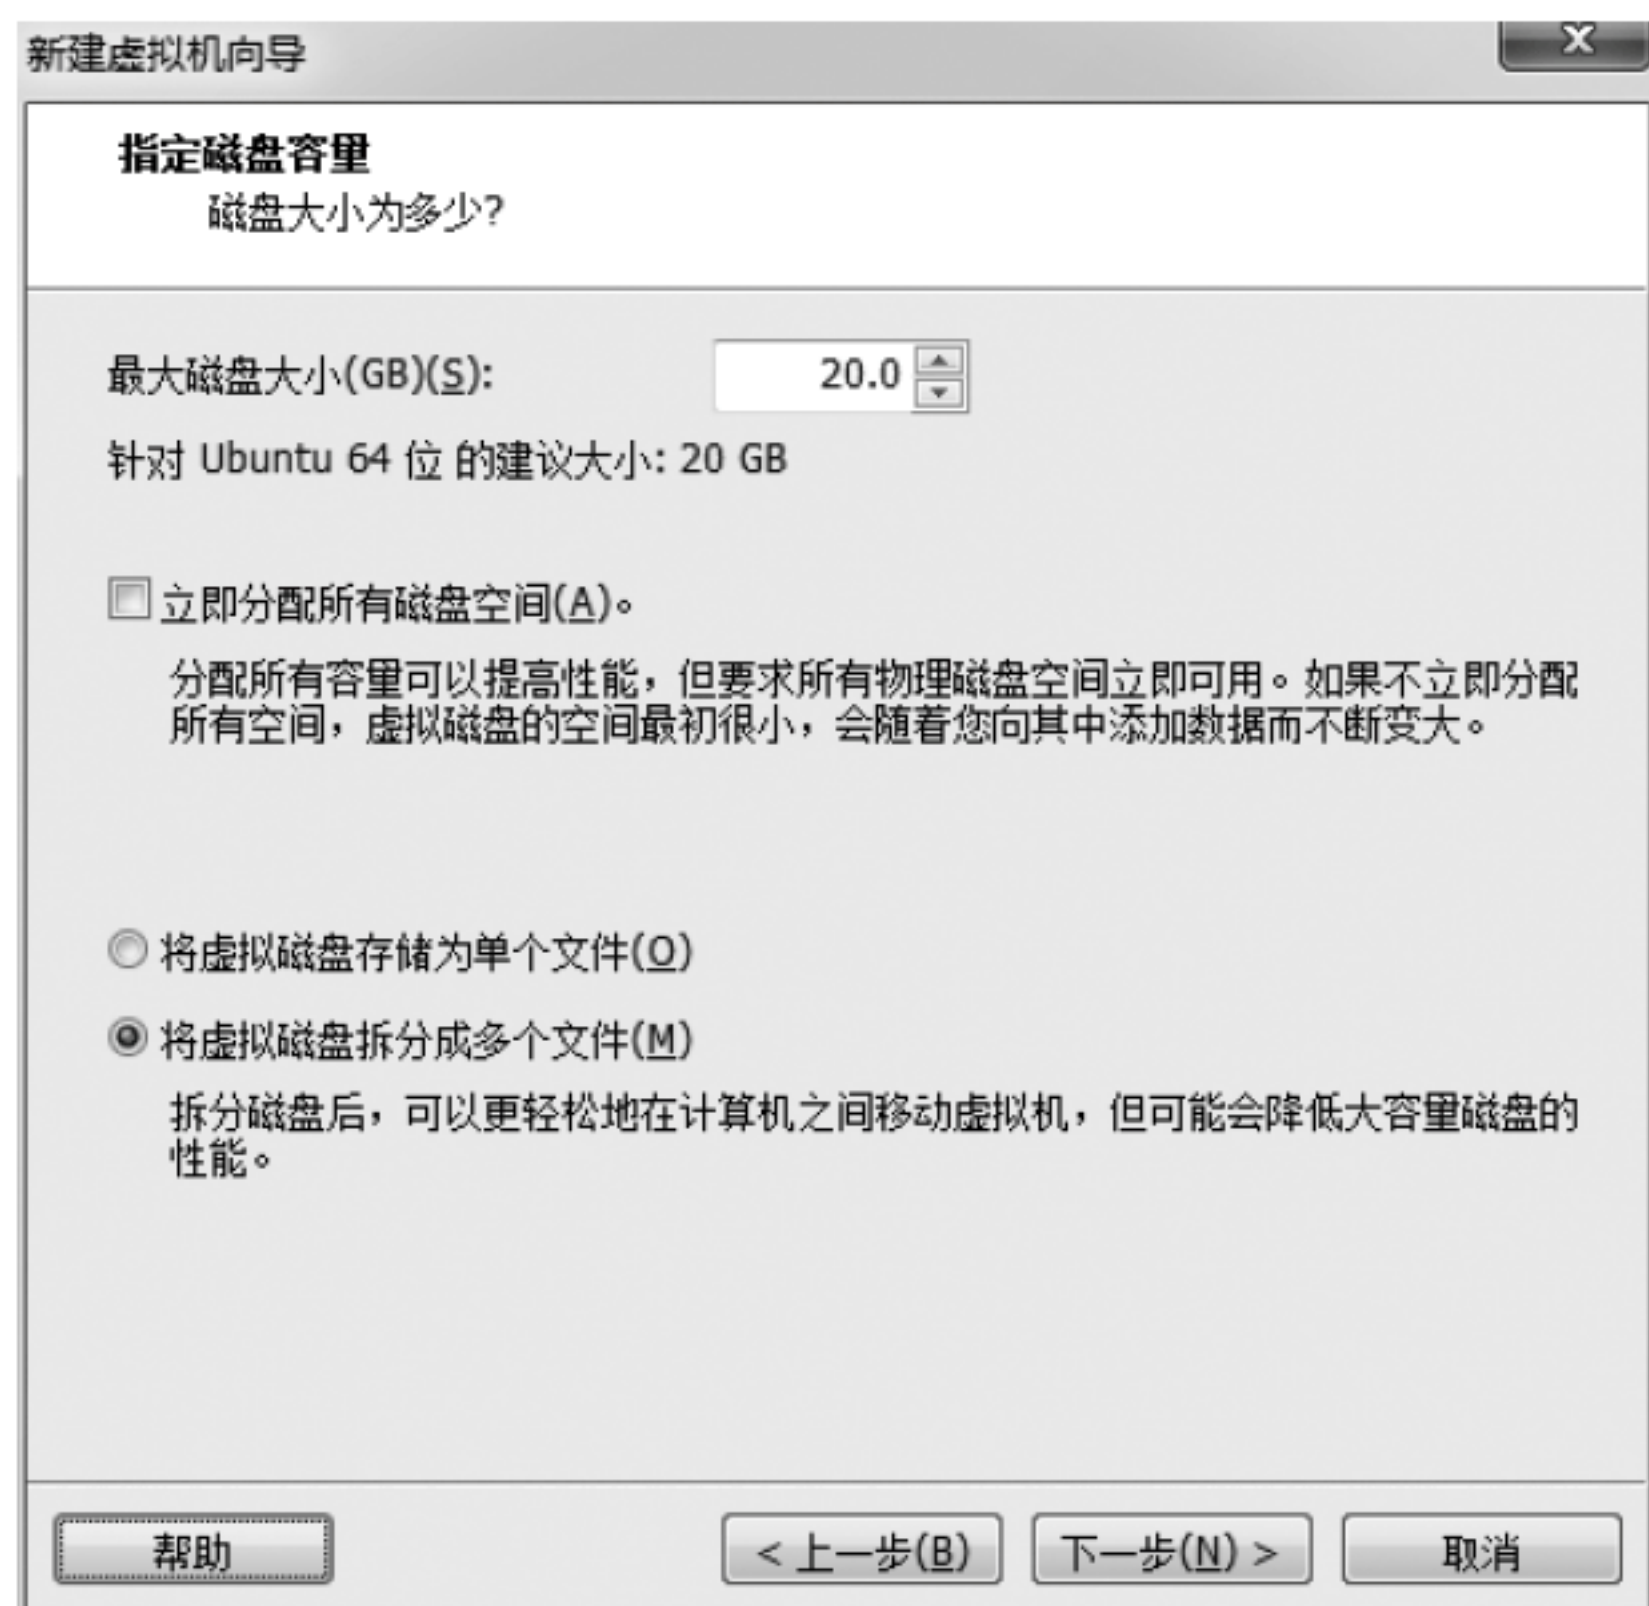 新建虚拟机向导
指定磁盘容量
磁盘大小为多少?
最大磁盘大小(GB)(S): 20.0
针对 Ubuntu 64 位 的建议大小: 20 GB
立即分配所有磁盘空间(A)。
分配所有容量可以提高性能，但要求所有物理磁盘空间立即可用。如果不立即分配
所有空间，虚拟磁盘的空间最初很小，会随着您向其中添加数据而不断变大。
将虚拟磁盘存储为单个文件(O)
将虚拟磁盘拆分成多个文件(M)
拆分磁盘后，可以更轻松地在计算机之间移动虚拟机，但可能会降低大容量磁盘的
性能。
帮助 < 上一步(B) 下一步(N) > 取消